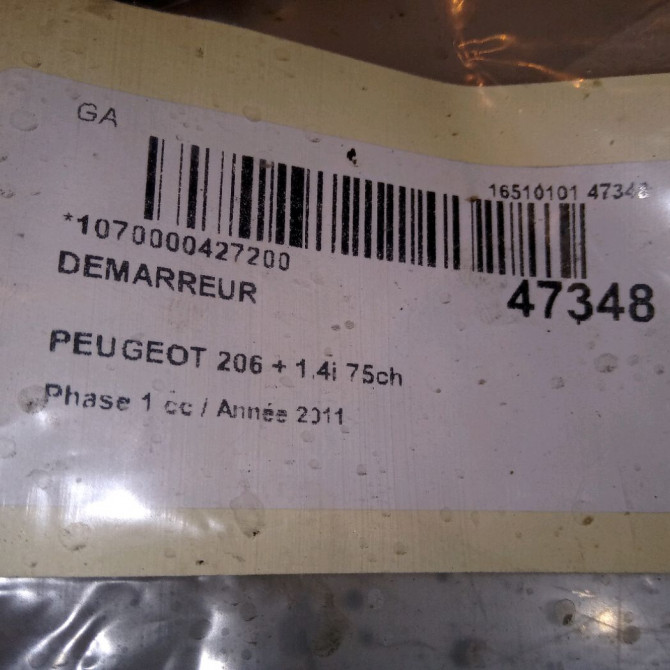 GA
16510101 47348
*1070000427200
DEMARREUR
47348
PEUGEOT 206 + 1.4i 75ch
Phase 1 cc / Année 2011